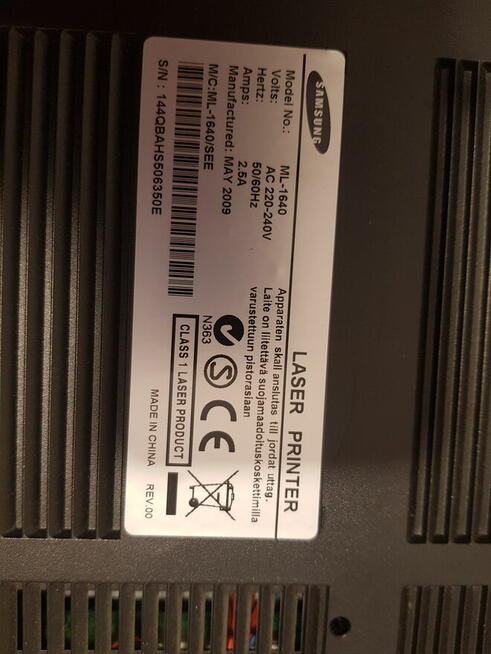 SAMSUNG
LASER PRINTER
Model No.: ML-1640
Volts: AC 220-240V
Hertz: 50/60Hz
Amps: 2.5A
Manufactured: MAY 2009
M/C:ML-1640/SEE
S/N : 144QBAHS506350E
Apparaten skall anslutas till jordat uttag.
Laite on liitettävä suojamaadoituskoskettimilla
varustettuun pistorasiaan
N363
S
CE
CLASS 1 LASER PRODUCT
MADE IN CHINA REV.00